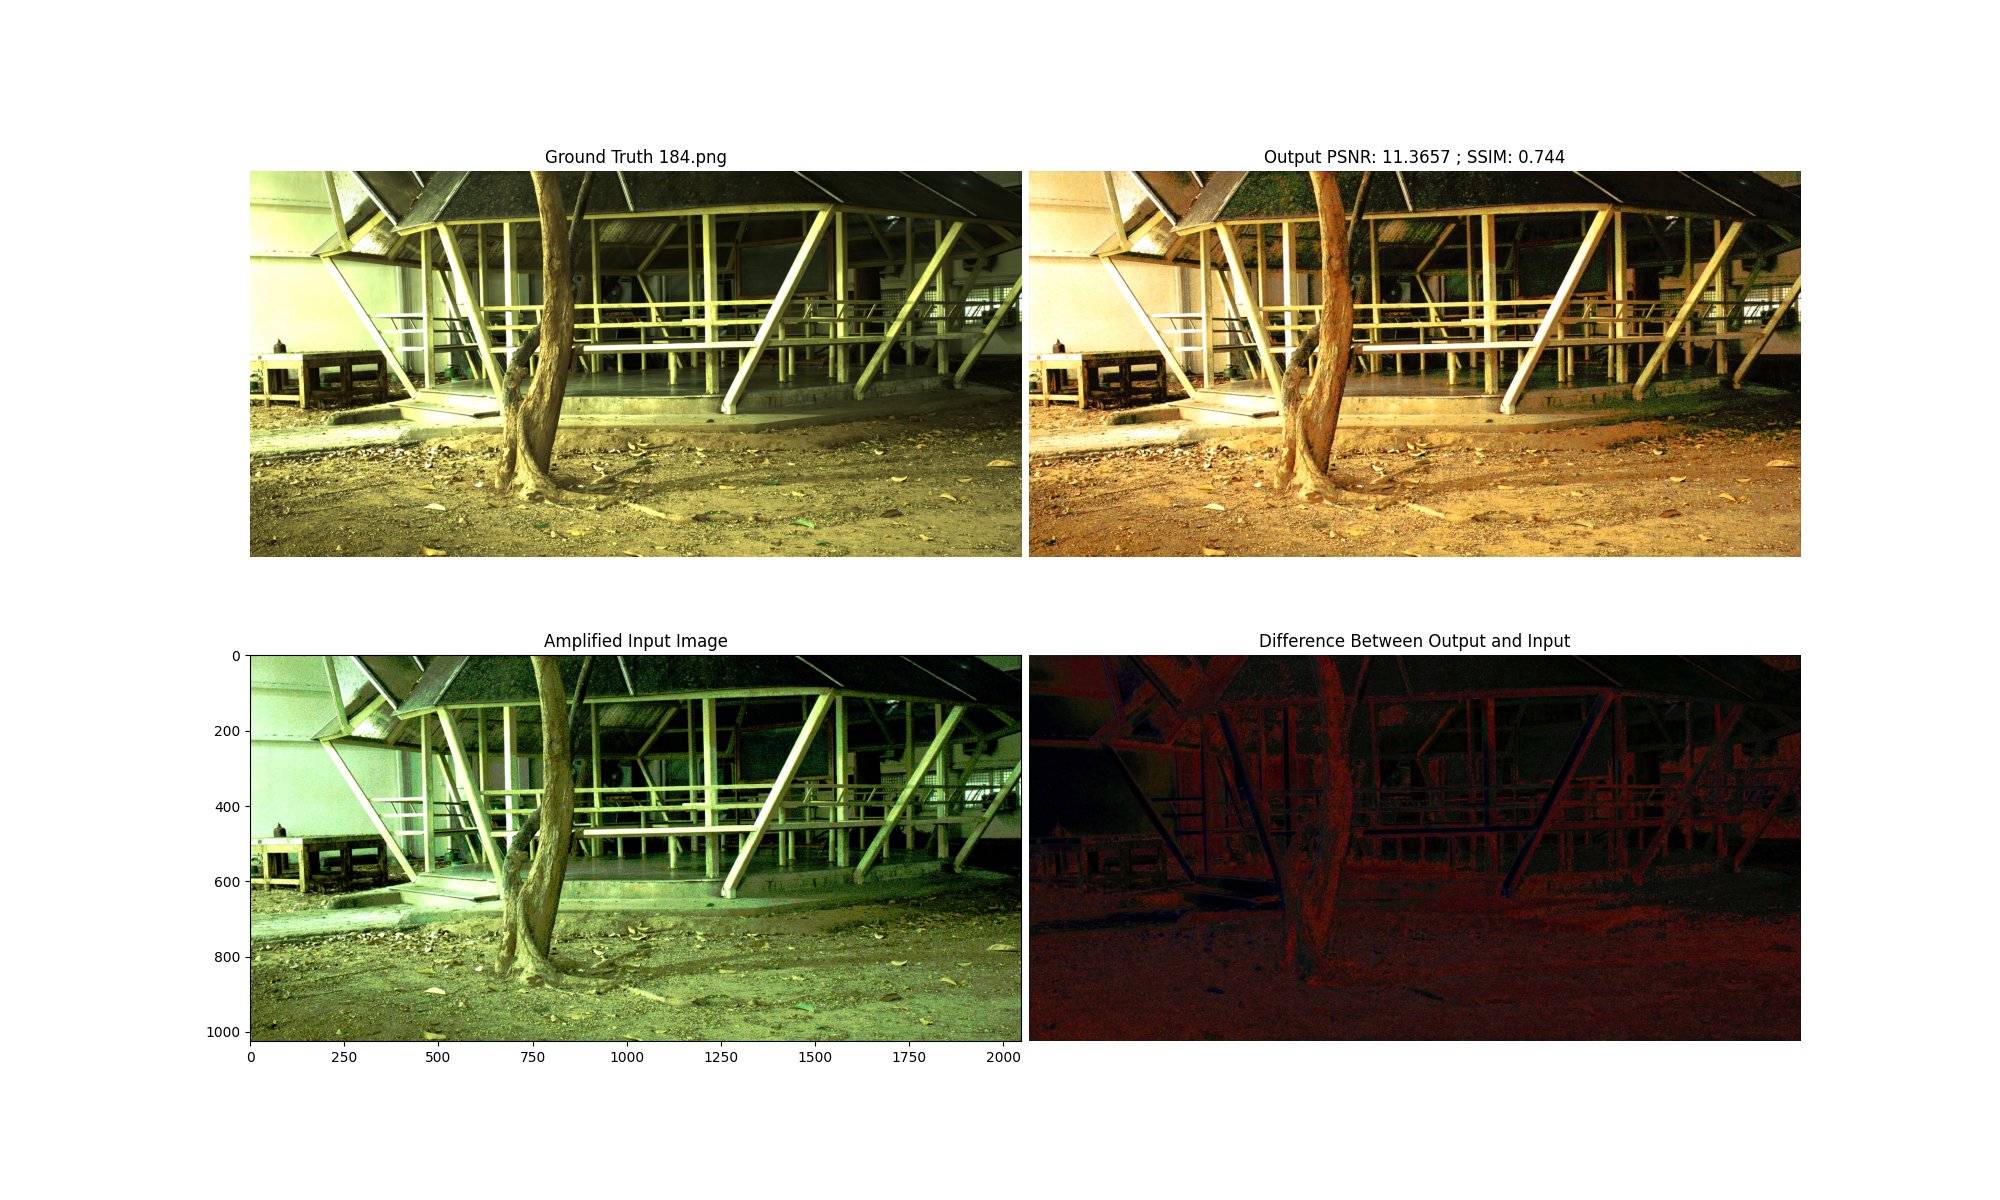 Ground Truth 184.png
Output PSNR: 11.3657 ; SSIM: 0.744
Amplified Input Image
Difference Between Output and Input
0
200
400
600
800
1000
0 250 500 750 1000 1250 1500 1750 2000